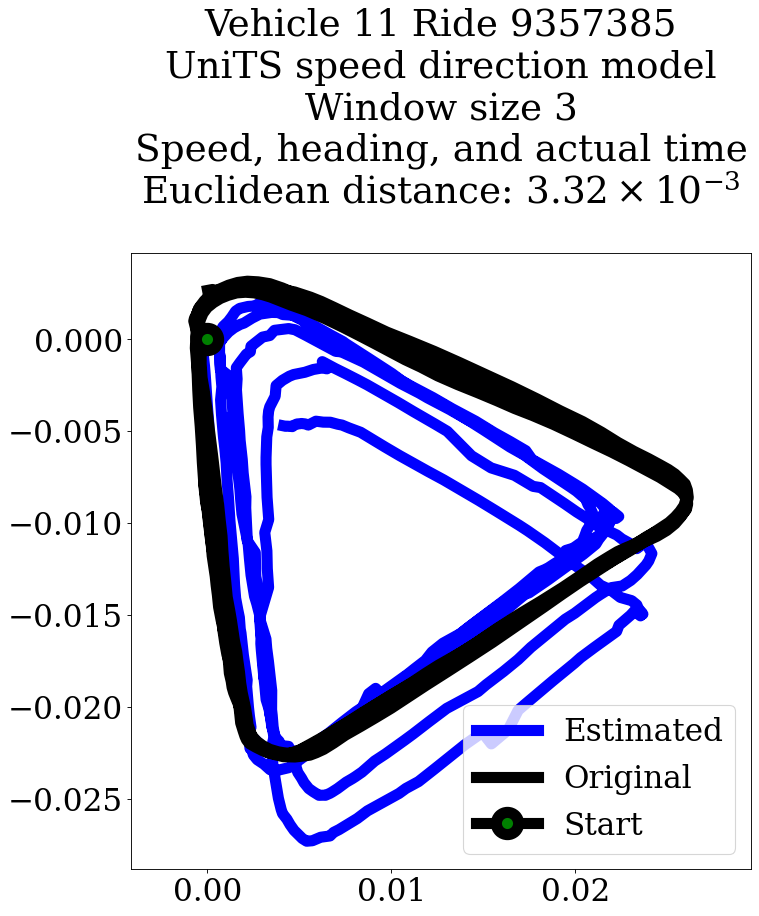 Vehicle 11 Ride 9357385
UniTS speed direction model
Window size 3
Speed, heading, and actual time
Euclidean distance: 3.32 × 10⁻³
0.000
−0.005
−0.010
−0.015
−0.020
−0.025
Estimated
Original
Start
0.00 0.01 0.02